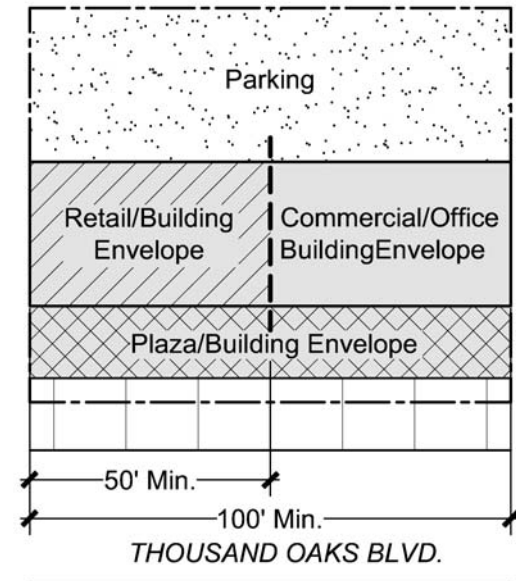 Parking
Retail/Building
Envelope
Commercial/Office
BuildingEnvelope
Plaza/Building Envelope
50' Min.
100' Min.
THOUSAND OAKS BLVD.